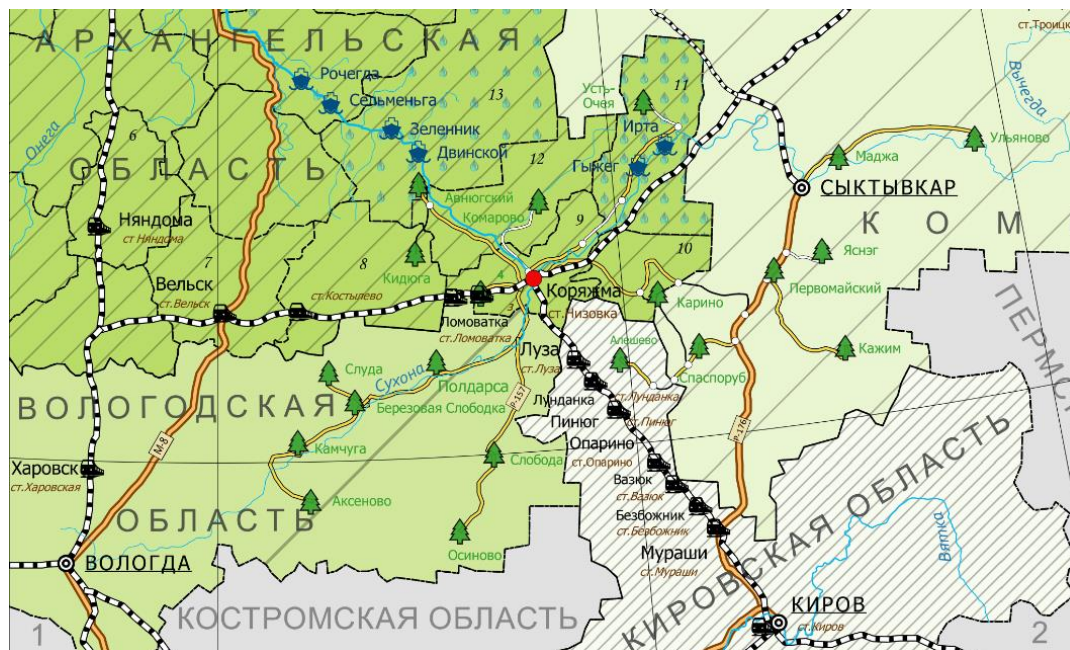 АРХАНГЕЛЬСКАЯ
ст.Троицк
Рочегда
Вычегда
13
11
Усть-
Очея
Сельменьга
Онега
6
Зеленник
Ирта
Ульяново
Двинской
12
Маджа
ОБЛАСТЬ
Гыжег
СЫКТЫВКАР
Авнюгский
Комарово
9
Няндома
ст Няндома
К О М
10
7
8
Яснэг
Кидюга
4
Вельск
ст.Вельск
ст.Костылево
Коряжма
ст.Низовка
Карино
Первомайский
3
Ломоватка
ст.Ломоватка
Луза
ст.Луза
Алешево
Спаспоруб
Кажим
ПЕРМС
Слуда
Сухона
Полдарса
ВОЛОГОДСКАЯ
Березовая Слободка
Р-157
Лунданка
ст.Лунданка
Пинюг
ст.Пинюг
Р-176
М-8
Камчуга
Опарино
ст.Опарино
Слобода
Харовск
ст.Харовская
Вазюк
ст.Вазюк
Аксеново
Безбожник
ст.Безбожник
ОБЛАСТЬ
Осиново
Мураши
ст.Мураши
Вятка
ВОЛОГДА
КИРОВСКАЯ ОБЛАСТЬ
КОСТРОМСКАЯ ОБЛАСТЬ
КИРОВ
ст.Киров
1
2